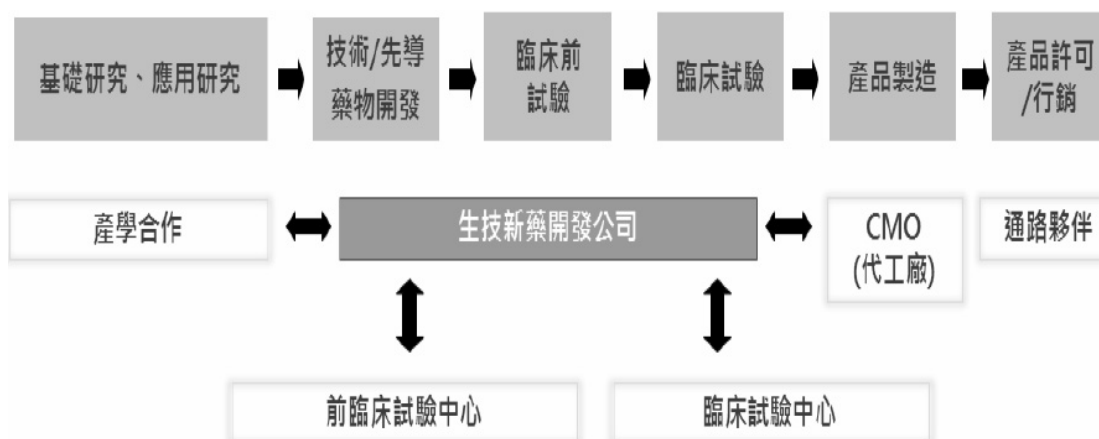 基礎研究、應用研究
技術/先導
藥物開發
臨床前
試驗
臨床試驗
產品製造
產品許可
/行銷
產學合作
生技新藥開發公司
CMO
(代工廠)
通路夥伴
前臨床試驗中心
臨床試驗中心